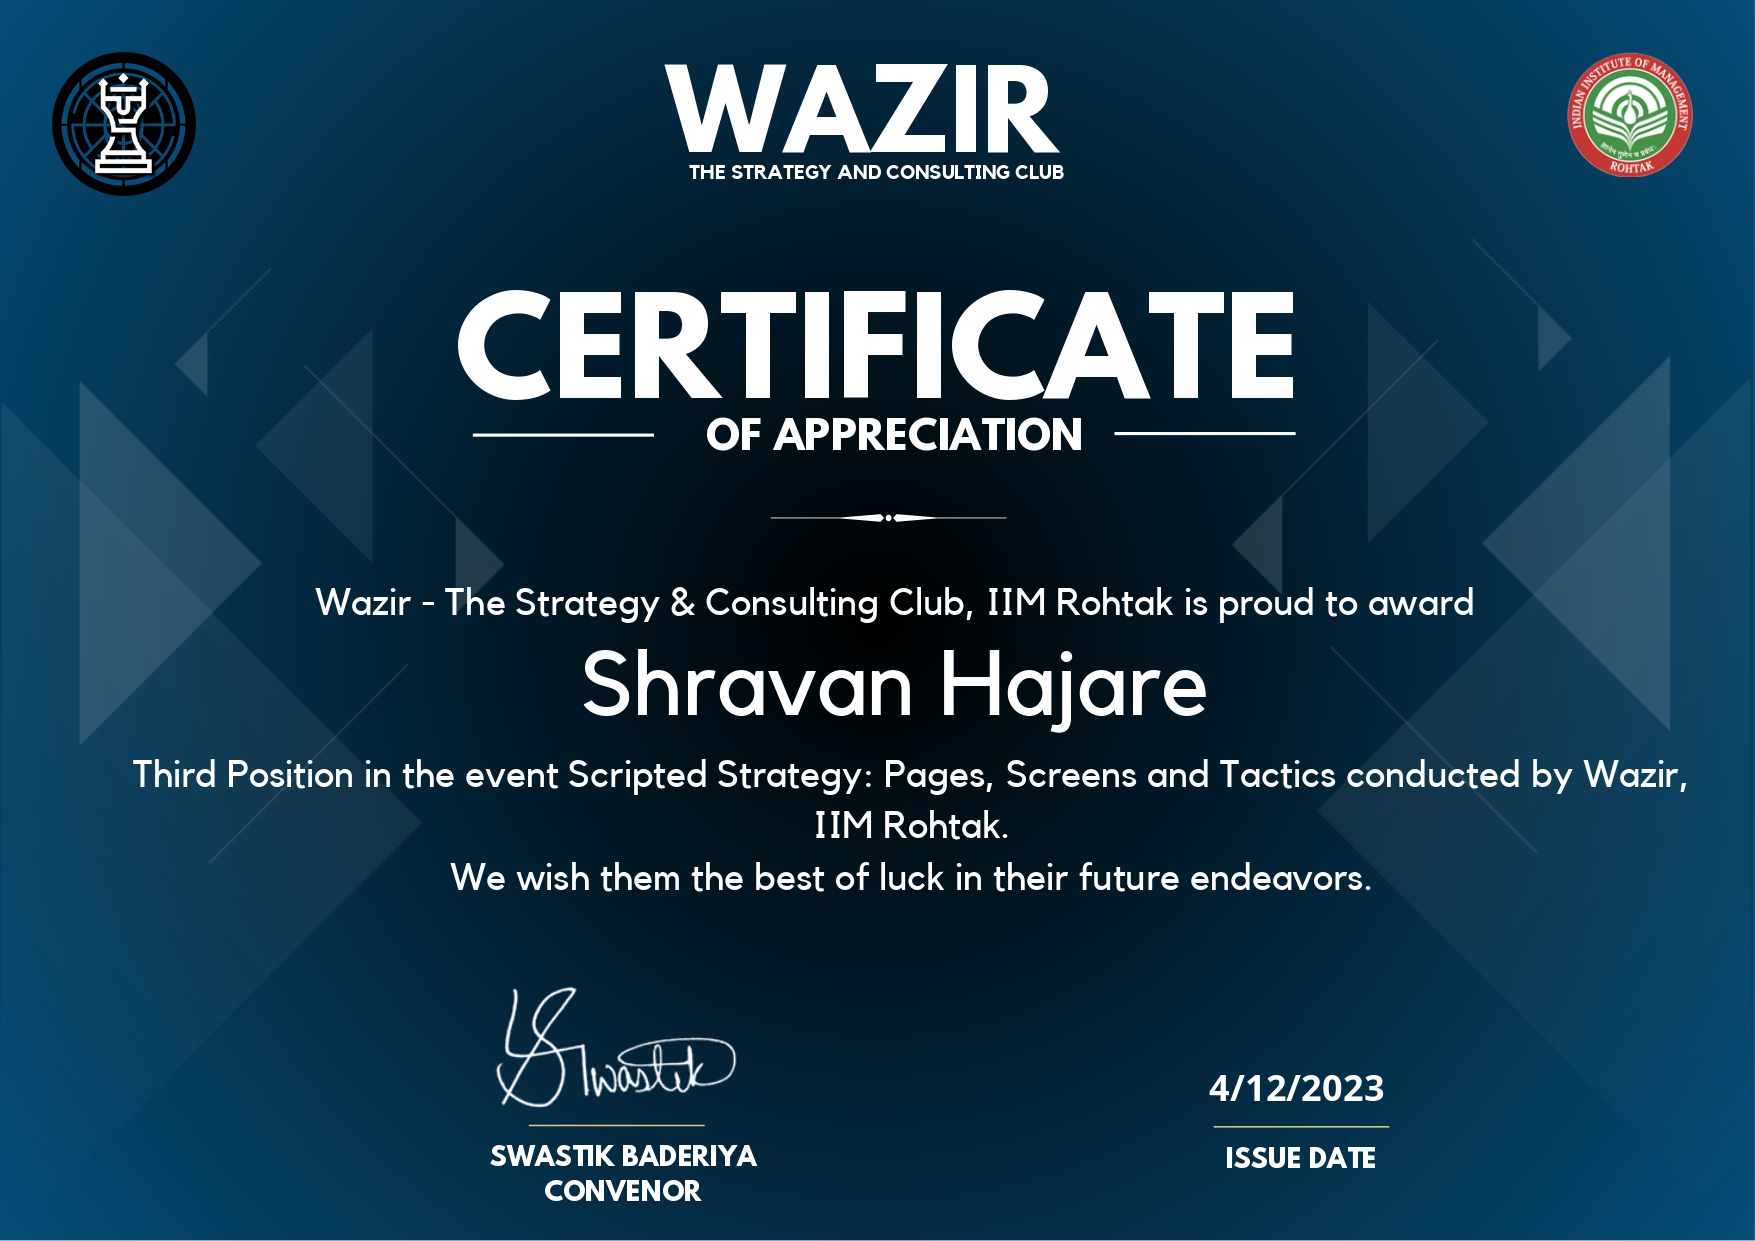 WAZIR
THE STRATEGY AND CONSULTING CLUB
INDIAN INSTITUTE OF MANAGEMENT
ROHTAK
CERTIFICATE
OF APPRECIATION
Wazir - The Strategy & Consulting Club, IIM Rohtak is proud to award
Shravan Hajare
Third Position in the event Scripted Strategy: Pages, Screens and Tactics conducted by Wazir,
IIM Rohtak.
We wish them the best of luck in their future endeavors.
Swastik
4/12/2023
SWASTIK BADERIYA
CONVENOR
ISSUE DATE